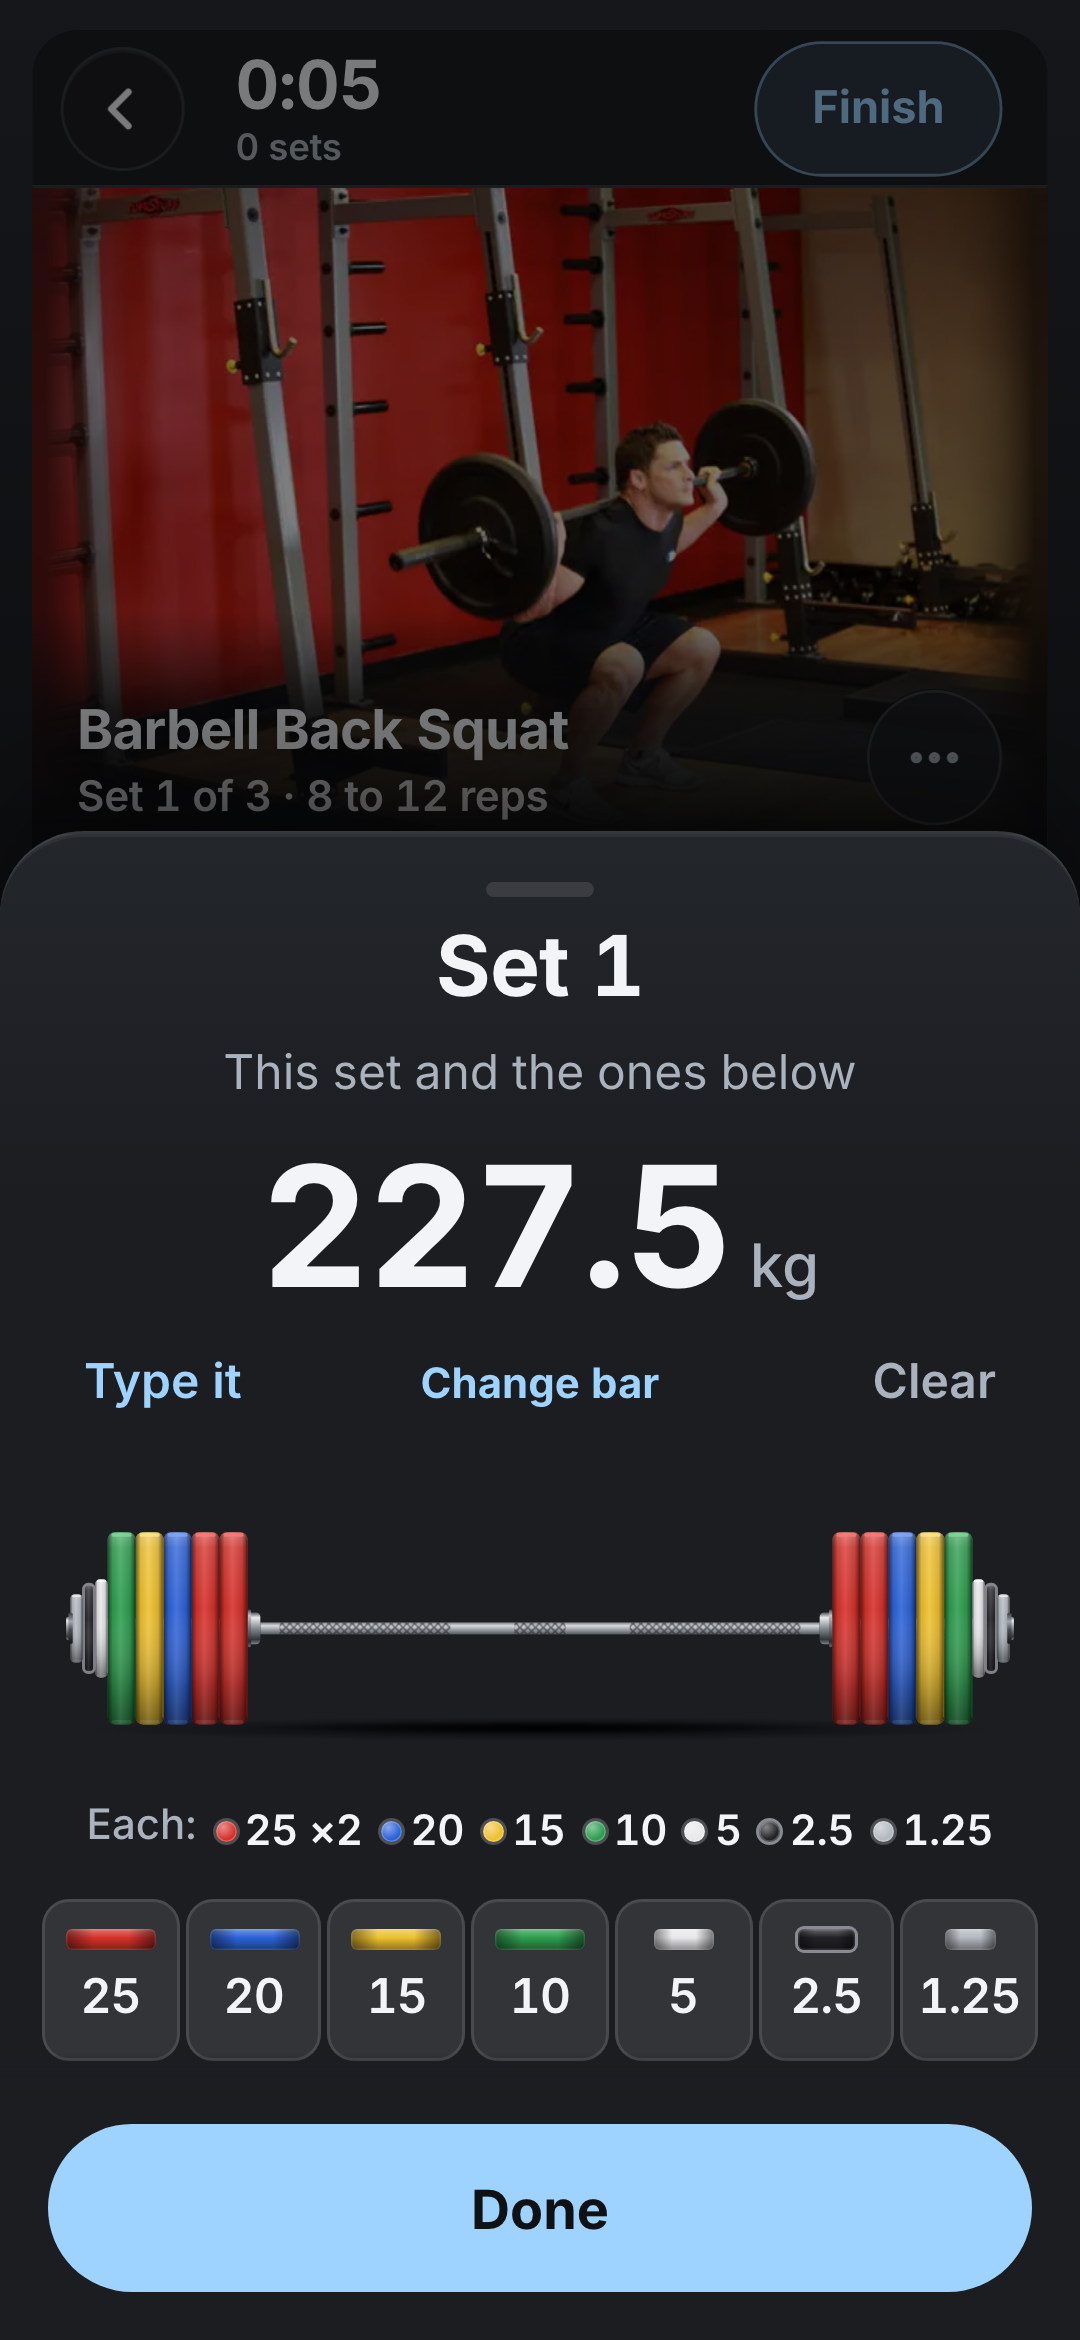 0:05
0 sets
Finish
Barbell Back Squat
Set 1 of 3 · 8 to 12 reps
Set 1
This set and the ones below
227.5 kg
Type it
Change bar
Clear
Each: 25 ×2 20 15 10 5 2.5 1.25
25 20 15 10 5 2.5 1.25
Done